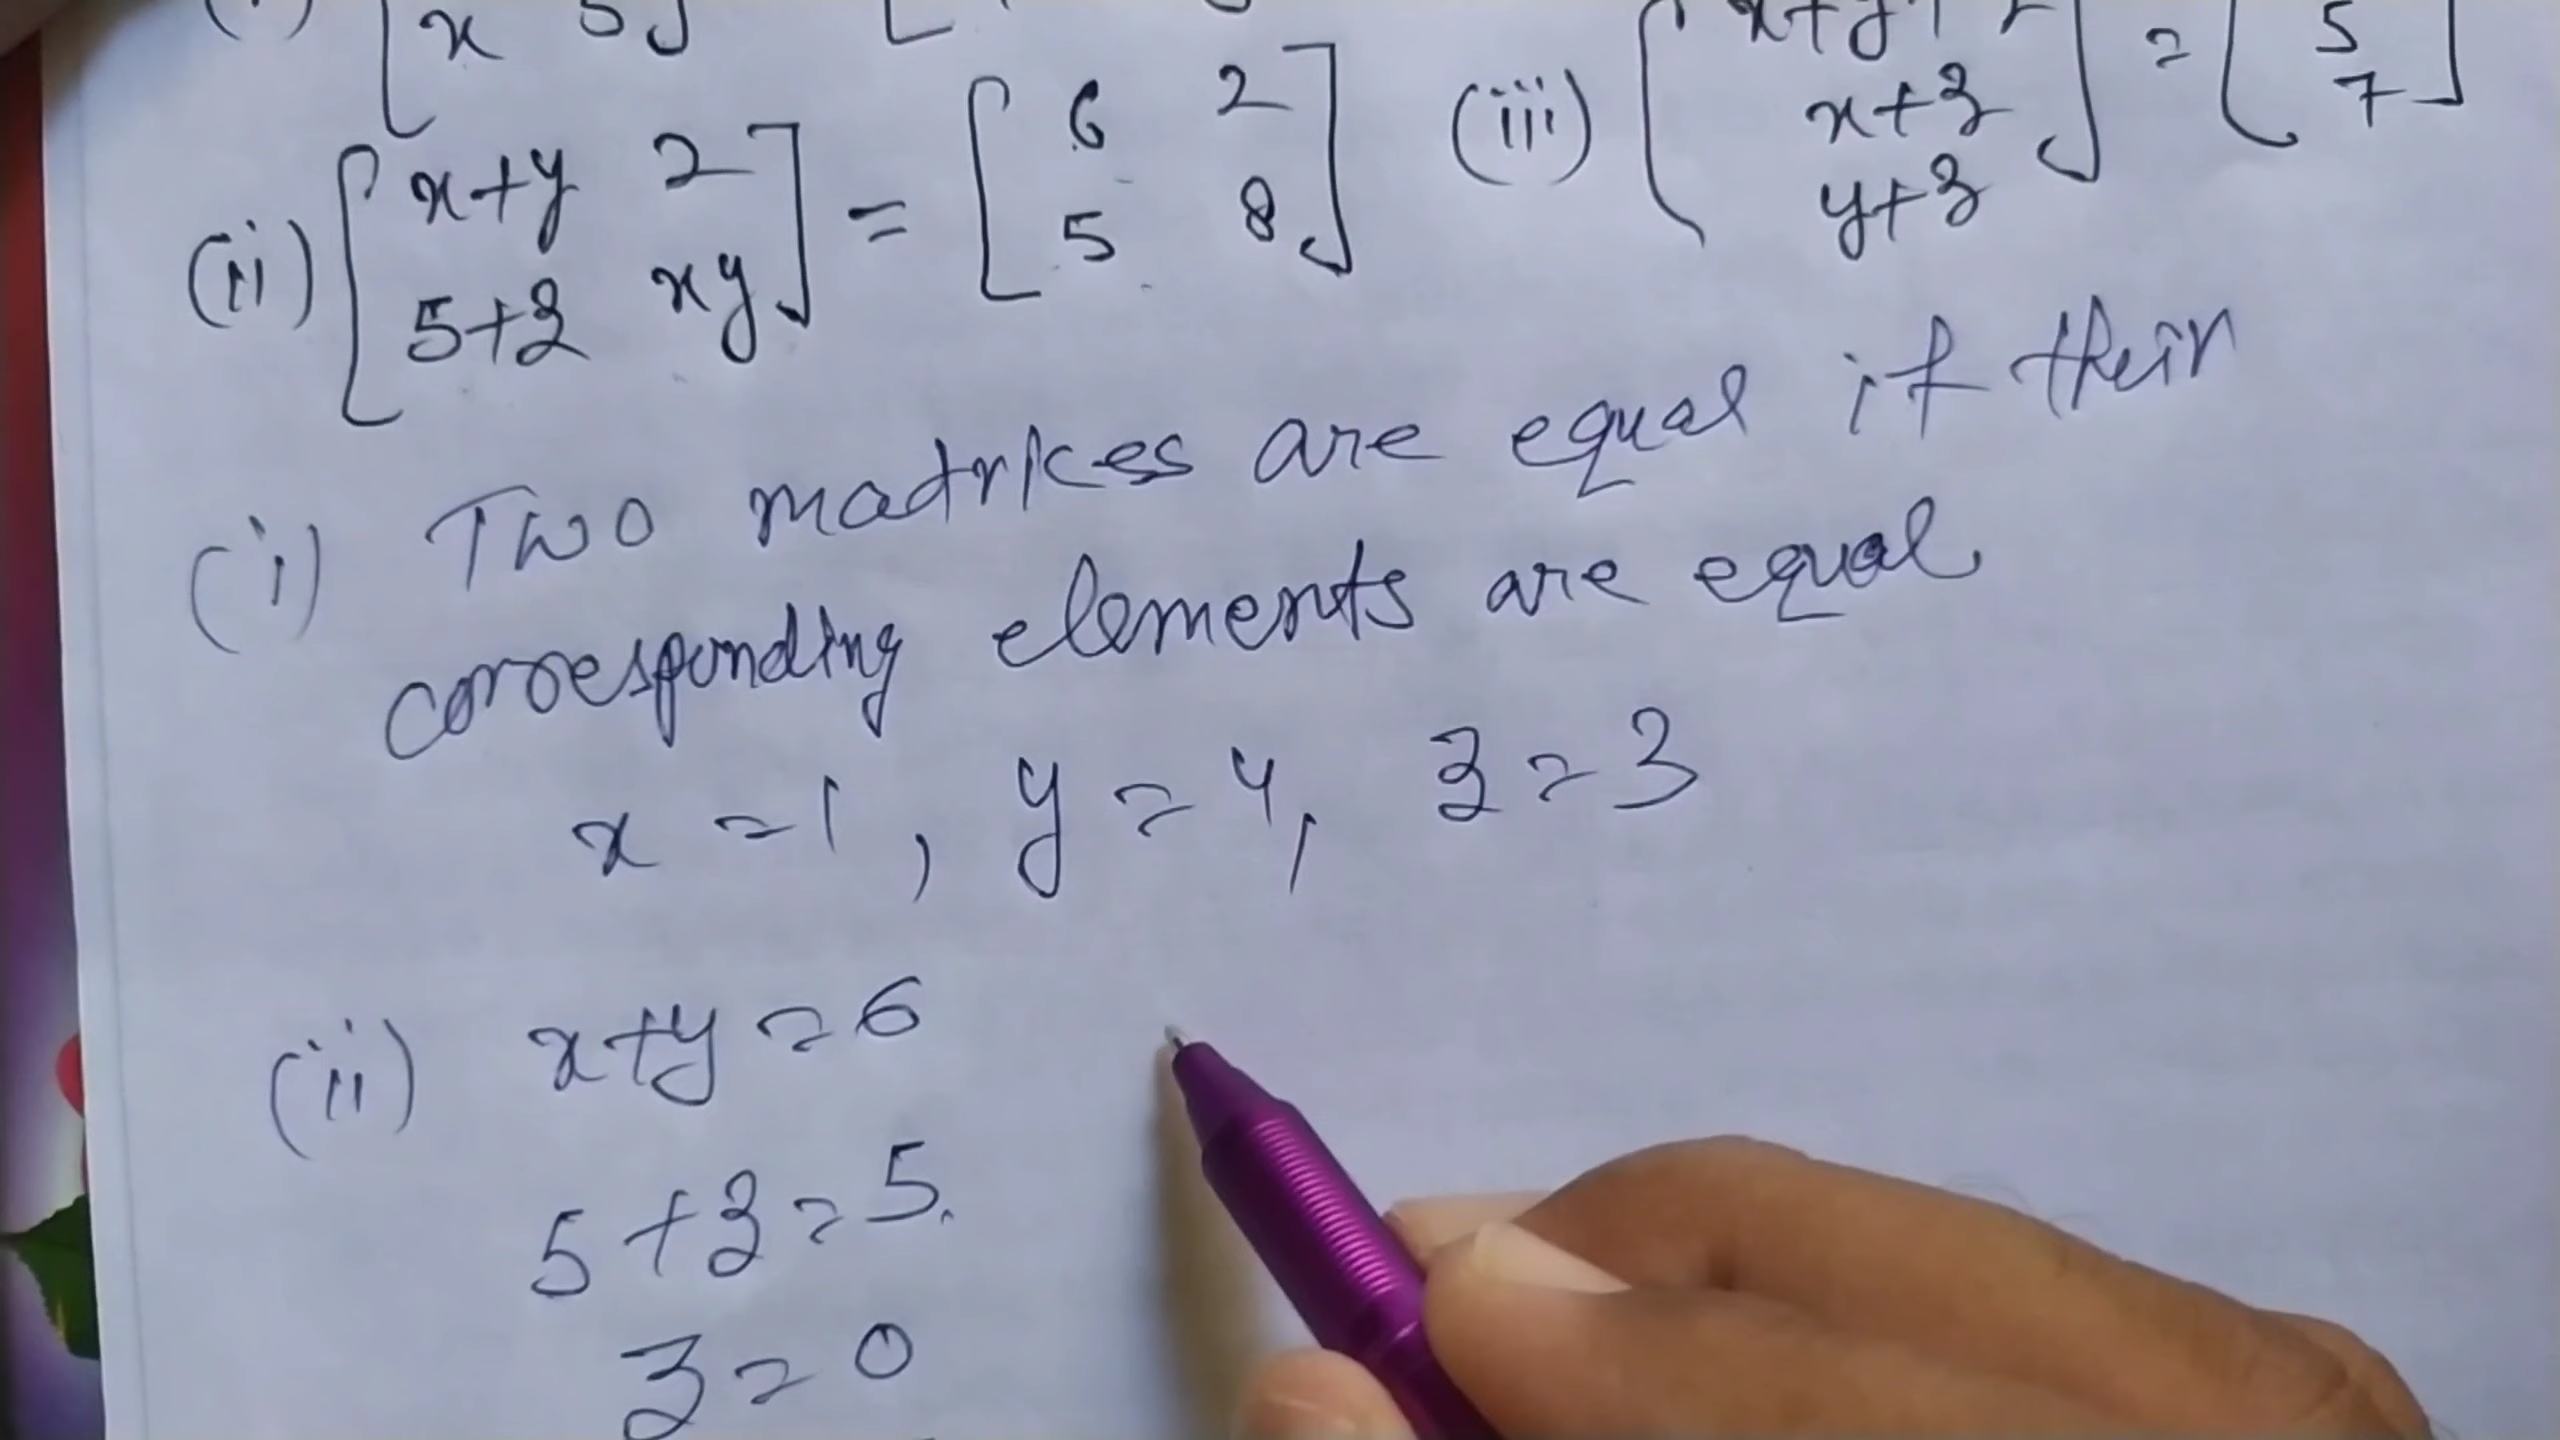 x 5] [
(ii) [x+y 2 = [6 2 (iii) [x+y+z = [5
5+z xy] 5 8] x+z 7]
y+z]
(i) Two matrices are equal if their
corresponding elements are equal
x = 1, y = 4, z = 3
(ii) x+y = 6
5+z = 5.
z = 0